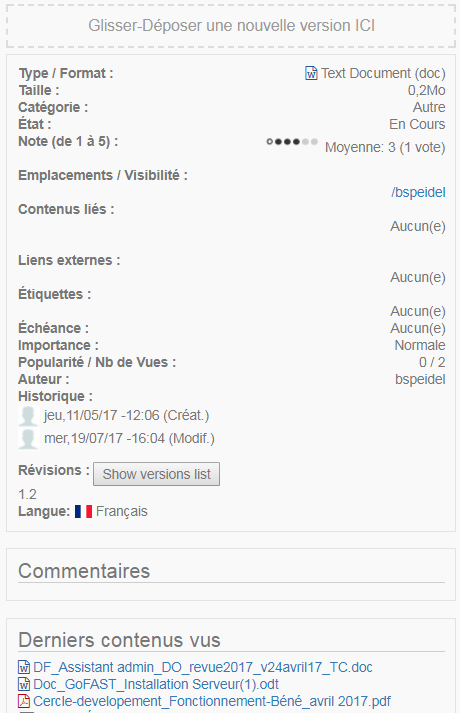 Glisser-Déposer une nouvelle version ICI
Type / Format : Text Document (doc)
Taille : 0,2Mo
Catégorie : Autre
État : En Cours
Note (de 1 à 5) : Moyenne: 3 (1 vote)
Emplacements / Visibilité :
/bspeidel
Contenus liés :
Aucun(e)
Liens externes :
Aucun(e)
Étiquettes :
Aucun(e)
Échéance : Aucun(e)
Importance : Normale
Popularité / Nb de Vues : 0 / 2
Auteur : bspeidel
Historique :
jeu,11/05/17 -12:06 (Créat.)
mer,19/07/17 -16:04 (Modif.)
Révisions : Show versions list
1.2
Langue: Français
Commentaires
Derniers contenus vus
DF_Assistant admin_DO_revue2017_v24avril17_TC.doc
Doc_GoFAST_Installation Serveur(1).odt
Cercle-developement_Fonctionnement-Béné_avril 2017.pdf